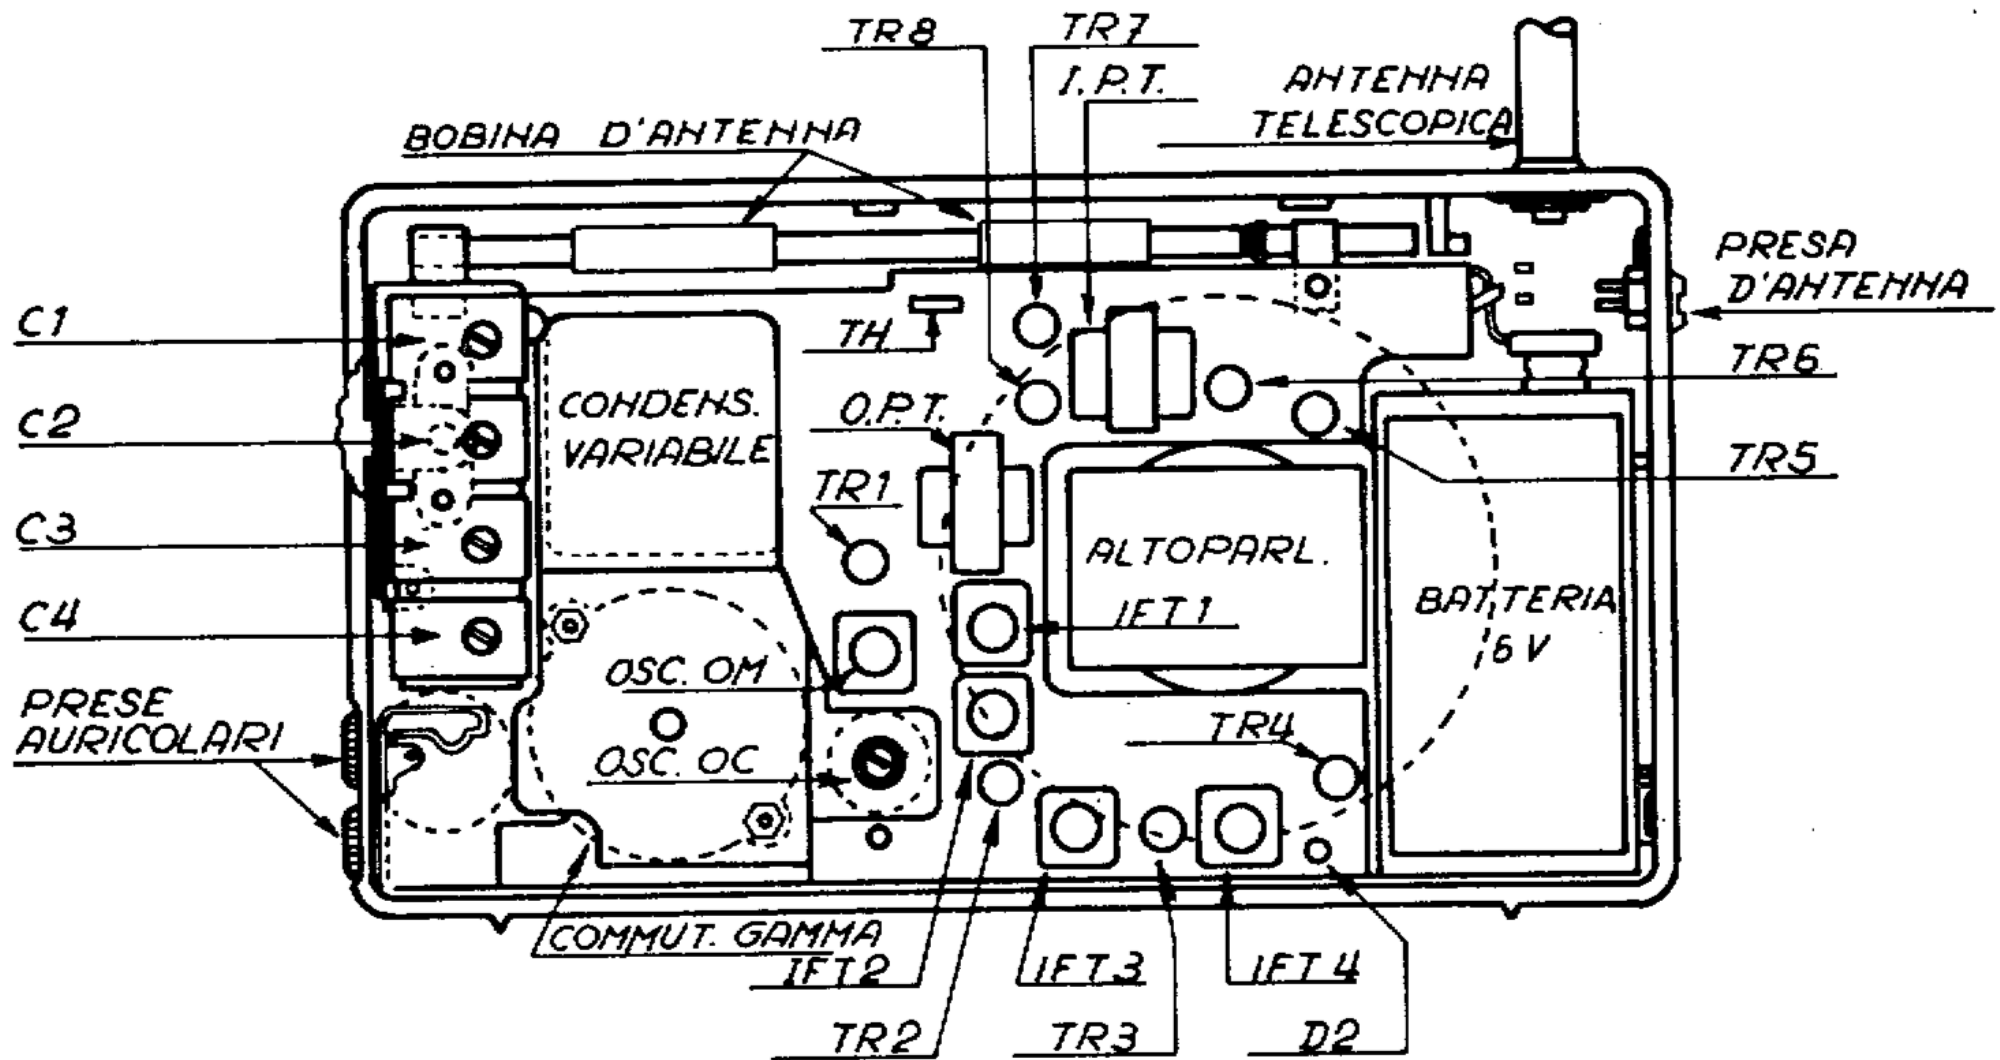 TR8
TR7
I.P.T.
ANTENNA
TELESCOPICA
BOBINA D'ANTENNA
PRESA
D'ANTENNA
C1
TH
TR6
C2
CONDENS.
VARIABILE
O.P.T.
TR5
TR1
C3
ALTOPARL.
BATTERIA
6 V
C4
IFT1
OSC. OM
PRESE
AURICOLARI
OSC. OC
TR4
COMMUT. GAMMA
IFT2
IFT3
IFT4
TR2
TR3
D2